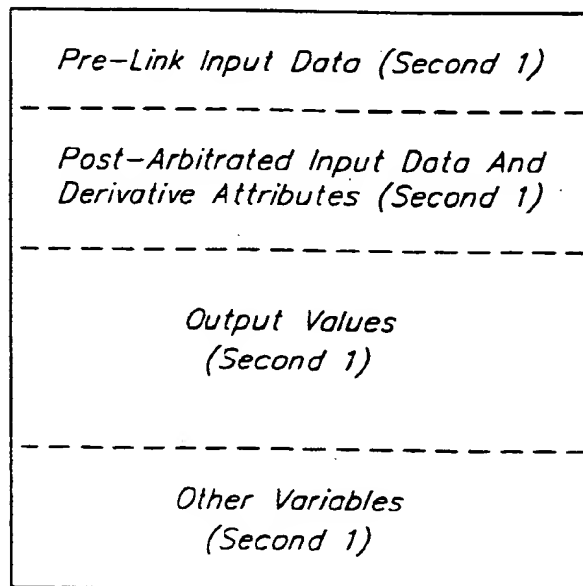 Pre-Link Input Data (Second 1)
Post-Arbitrated Input Data And
Derivative Attributes (Second 1)
Output Values
(Second 1)
Other Variables
(Second 1)